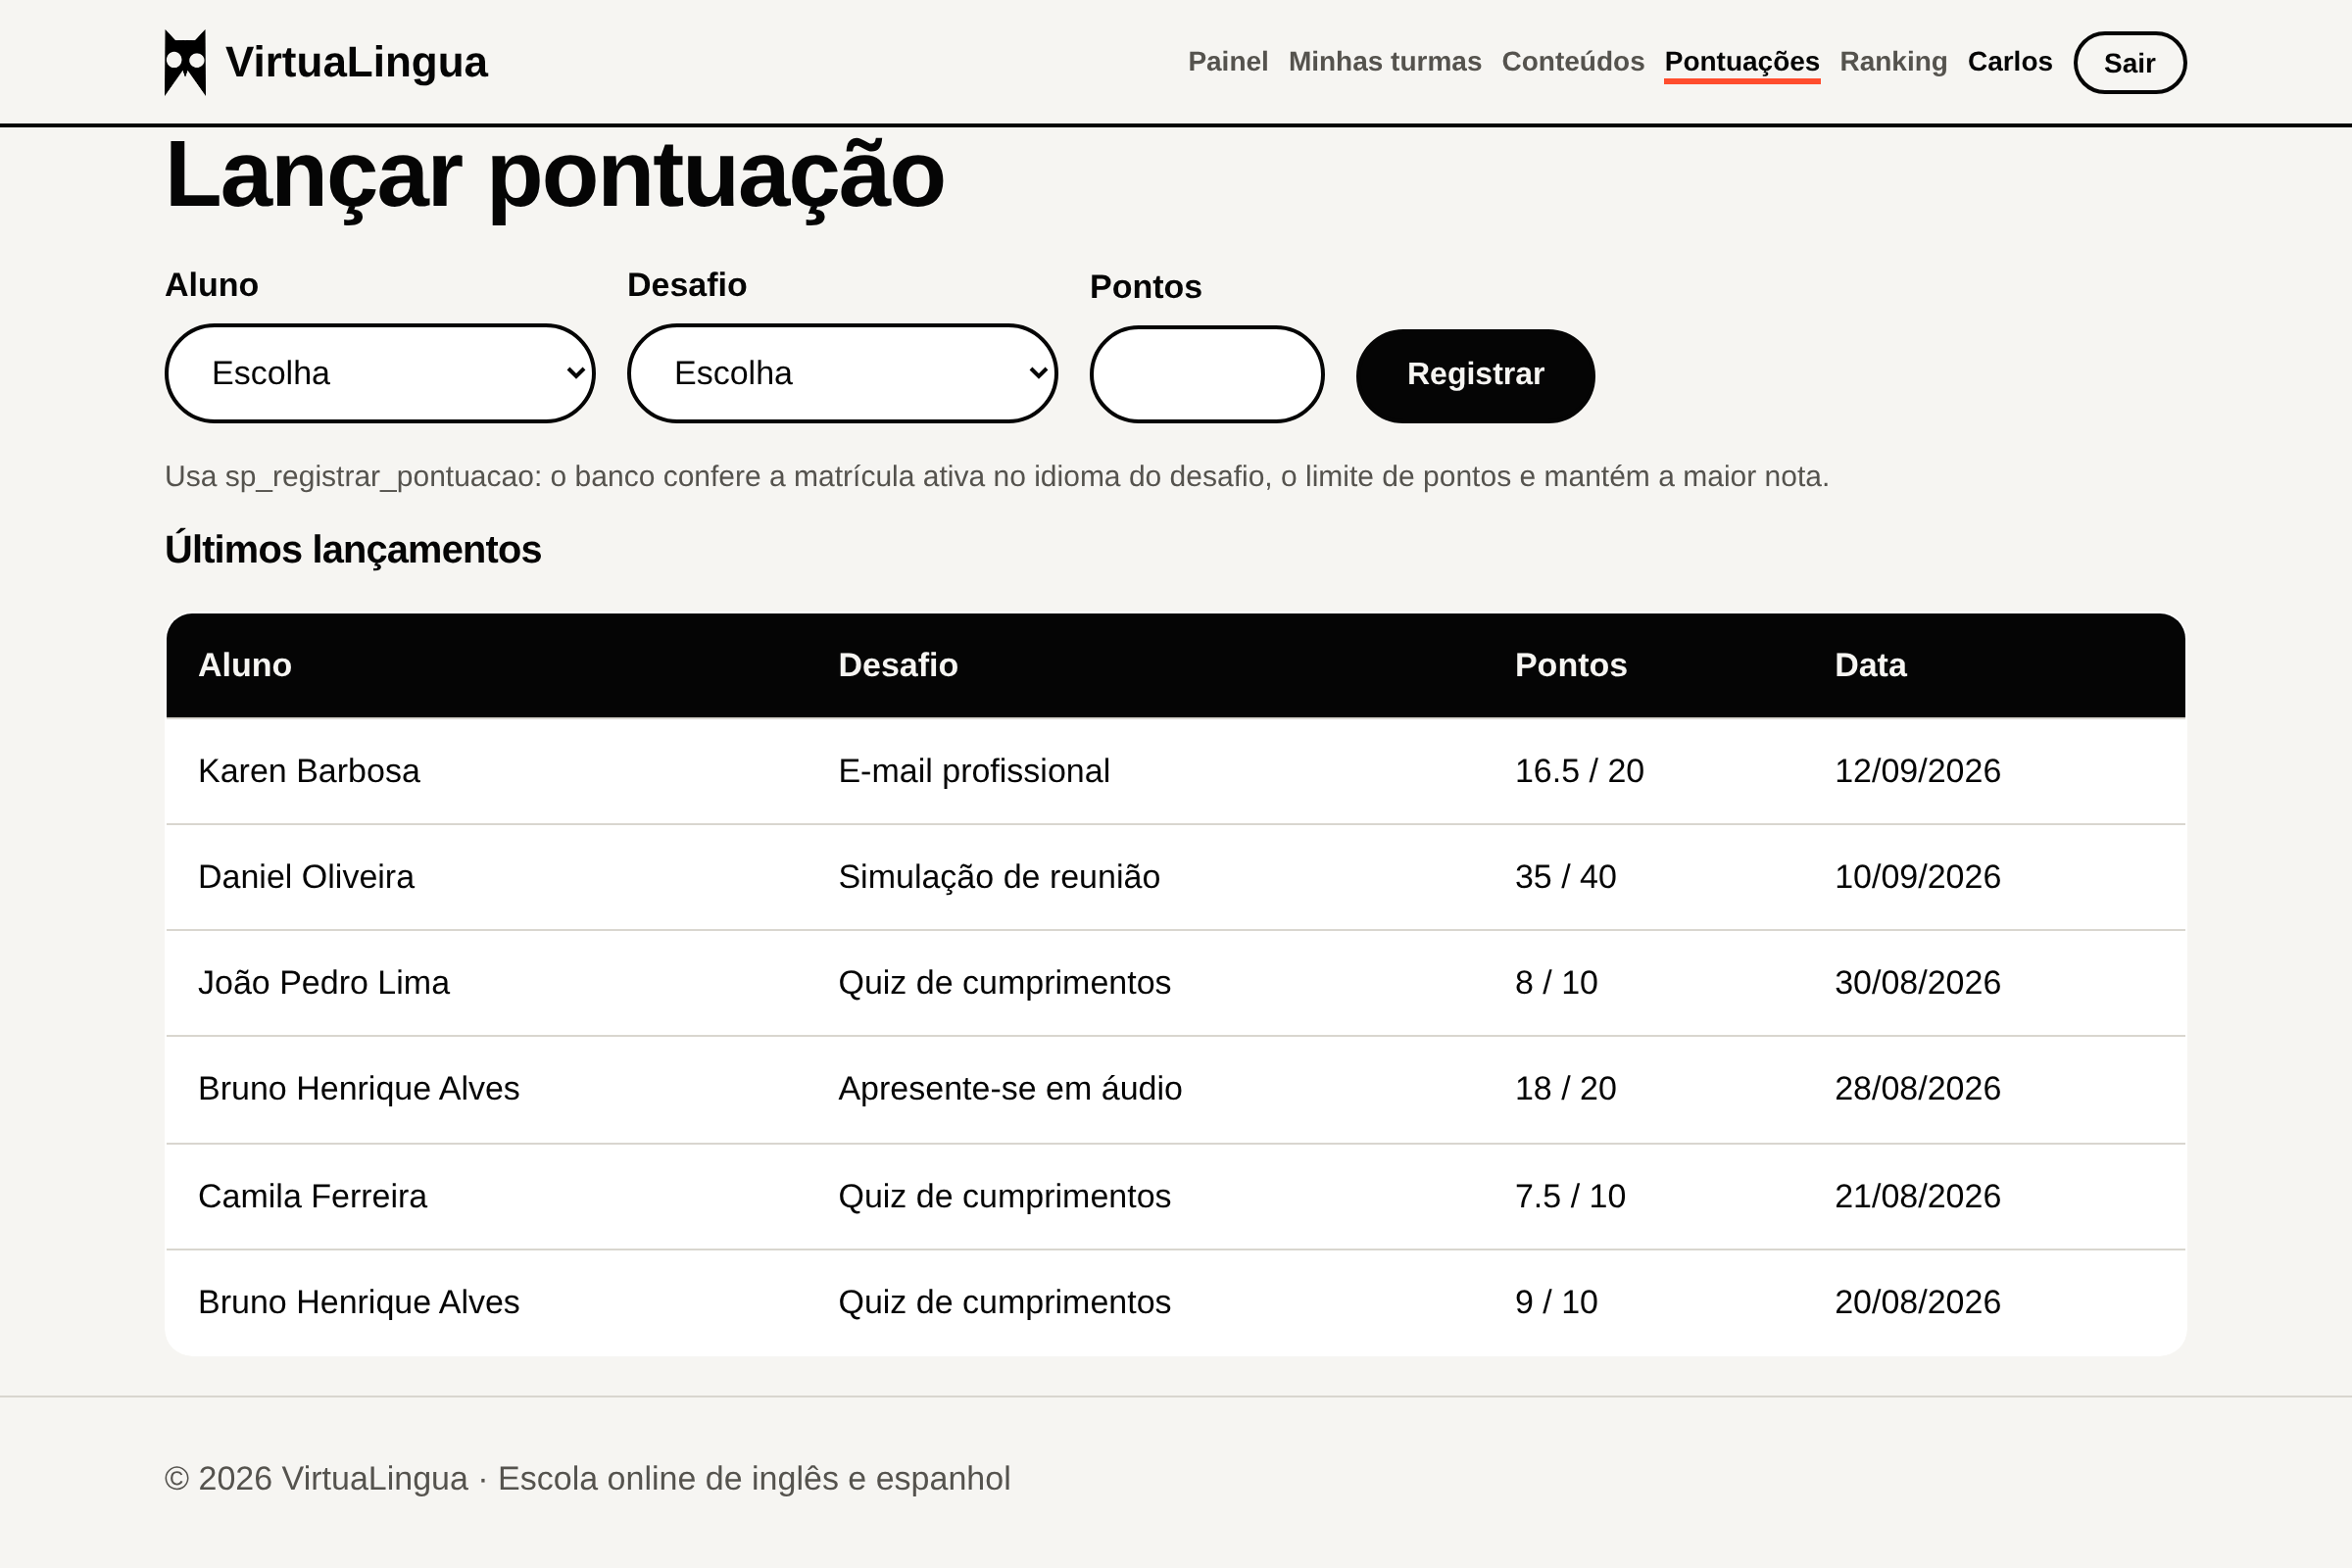 VirtuaLingua
Painel Minhas turmas Conteúdos Pontuações Ranking Carlos Sair
Lançar pontuação
Aluno Desafio Pontos
Escolha Escolha Registrar
Usa sp_registrar_pontuacao: o banco confere a matrícula ativa no idioma do desafio, o limite de pontos e mantém a maior nota.
Últimos lançamentos
Aluno Desafio Pontos Data
Karen Barbosa E-mail profissional 16.5 / 20 12/09/2026
Daniel Oliveira Simulação de reunião 35 / 40 10/09/2026
João Pedro Lima Quiz de cumprimentos 8 / 10 30/08/2026
Bruno Henrique Alves Apresente-se em áudio 18 / 20 28/08/2026
Camila Ferreira Quiz de cumprimentos 7.5 / 10 21/08/2026
Bruno Henrique Alves Quiz de cumprimentos 9 / 10 20/08/2026
© 2026 VirtuaLingua · Escola online de inglês e espanhol